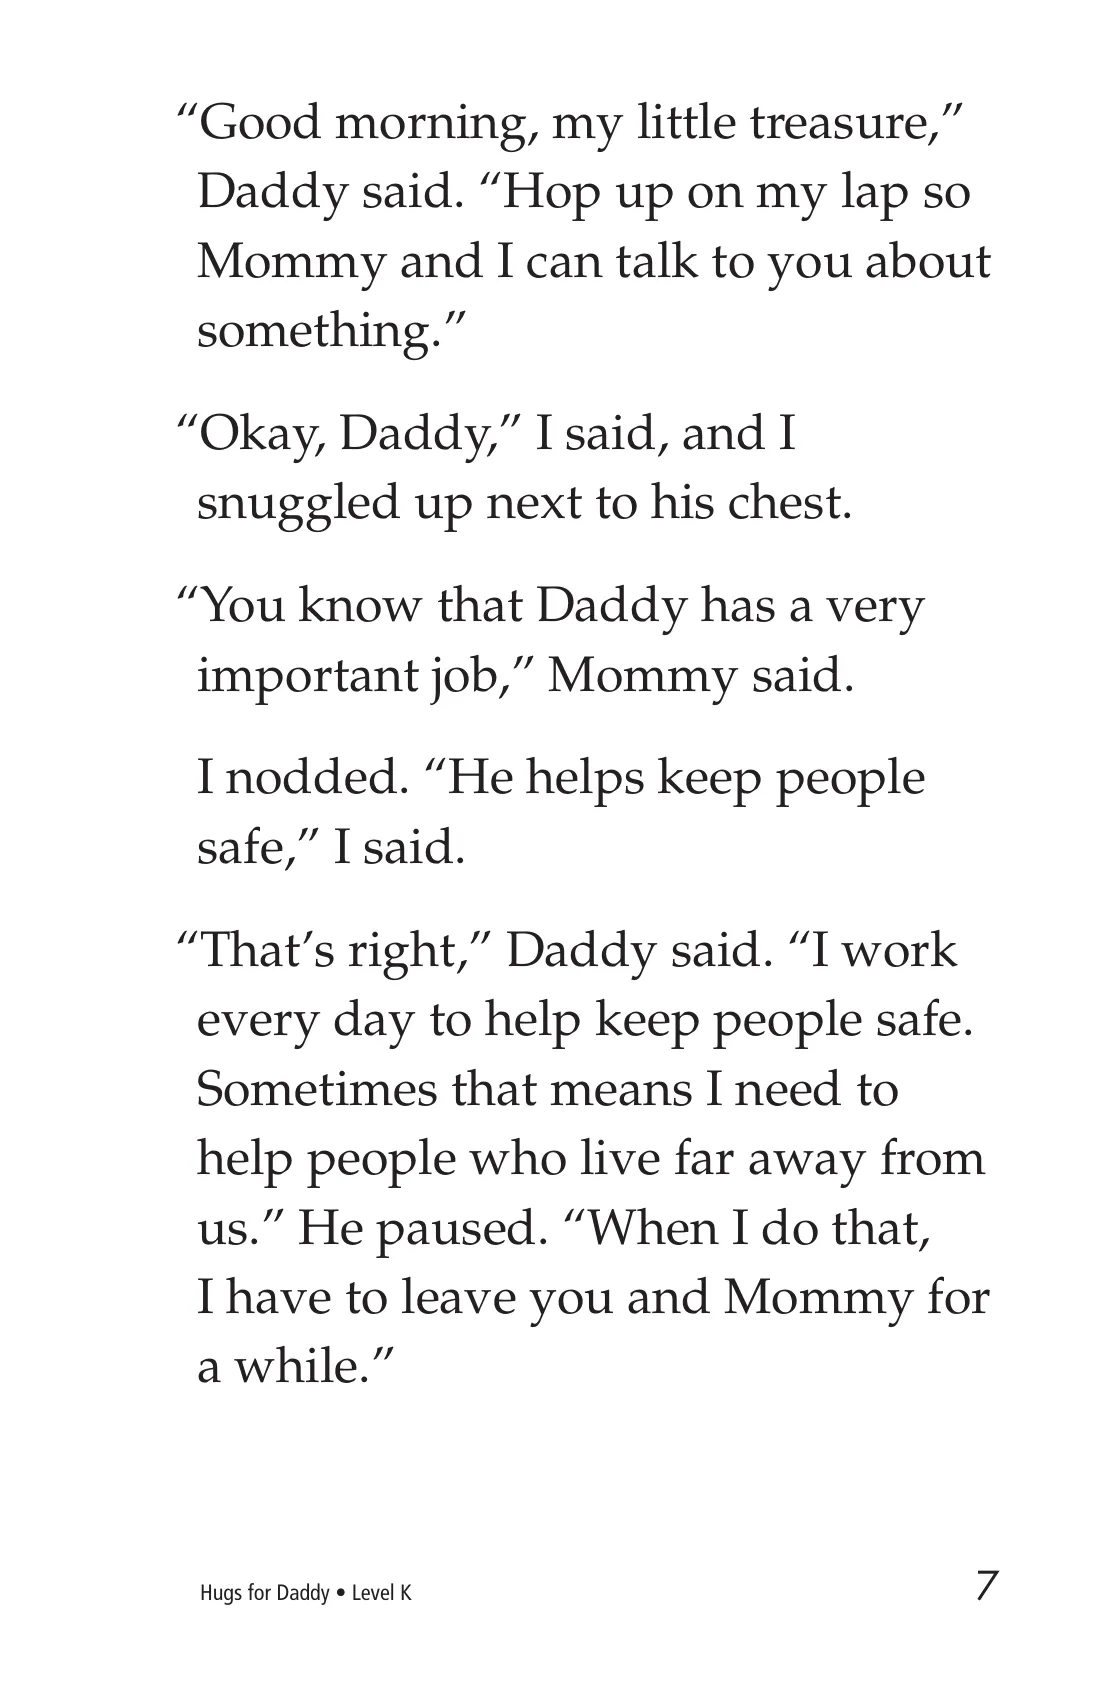 “Good morning, my little treasure,”
Daddy said. “Hop up on my lap so
Mommy and I can talk to you about
something.”
“Okay, Daddy,” I said, and I
snuggled up next to his chest.
“You know that Daddy has a very
important job,” Mommy said.
I nodded. “He helps keep people
safe,” I said.
“That’s right,” Daddy said. “I work
every day to help keep people safe.
Sometimes that means I need to
help people who live far away from
us.” He paused. “When I do that,
I have to leave you and Mommy for
a while.”
Hugs for Daddy • Level K 7